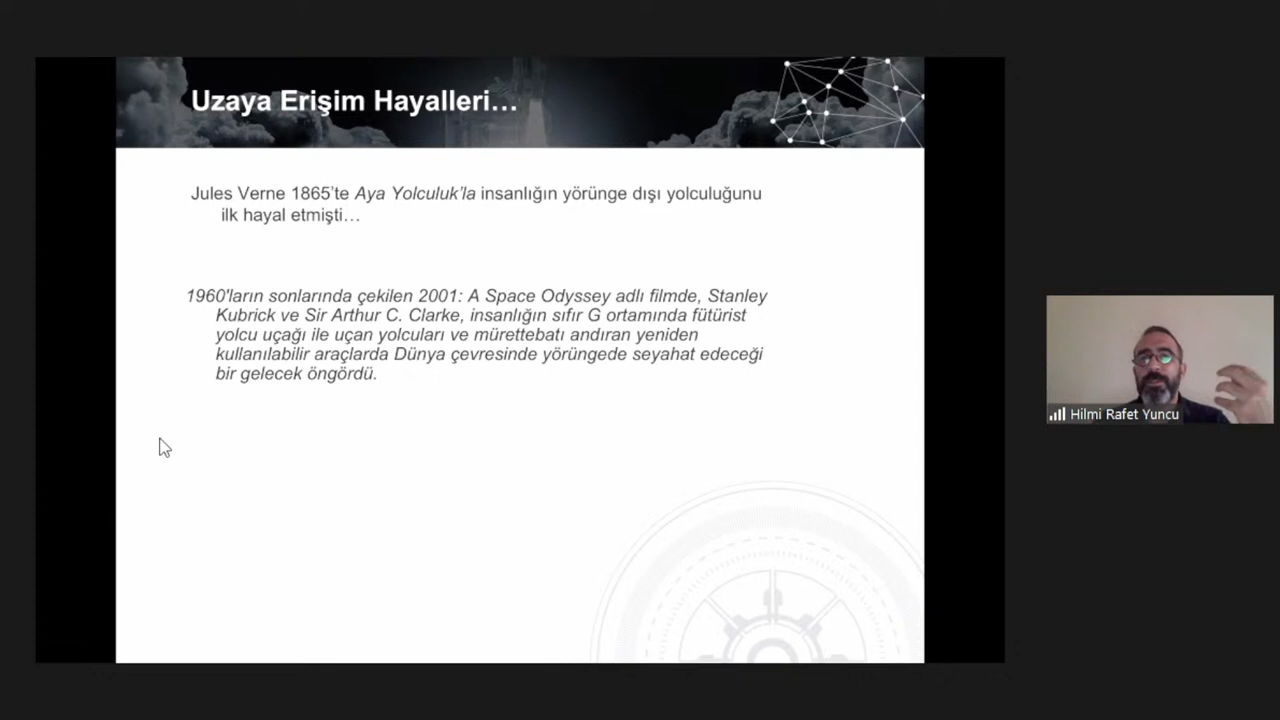 Uzaya Erişim Hayalleri…
Jules Verne 1865’te Aya Yolculuk’la insanlığın yörünge dışı yolculuğunu
ilk hayal etmişti…
1960'ların sonlarında çekilen 2001: A Space Odyssey adlı filmde, Stanley
Kubrick ve Sir Arthur C. Clarke, insanlığın sıfır G ortamında fütürist
yolcu uçağı ile uçan yolcuları ve mürettebatı andıran yeniden
kullanılabilir araçlarda Dünya çevresinde yörüngede seyahat edeceği
bir gelecek öngördü.
Hilmi Rafet Yuncu